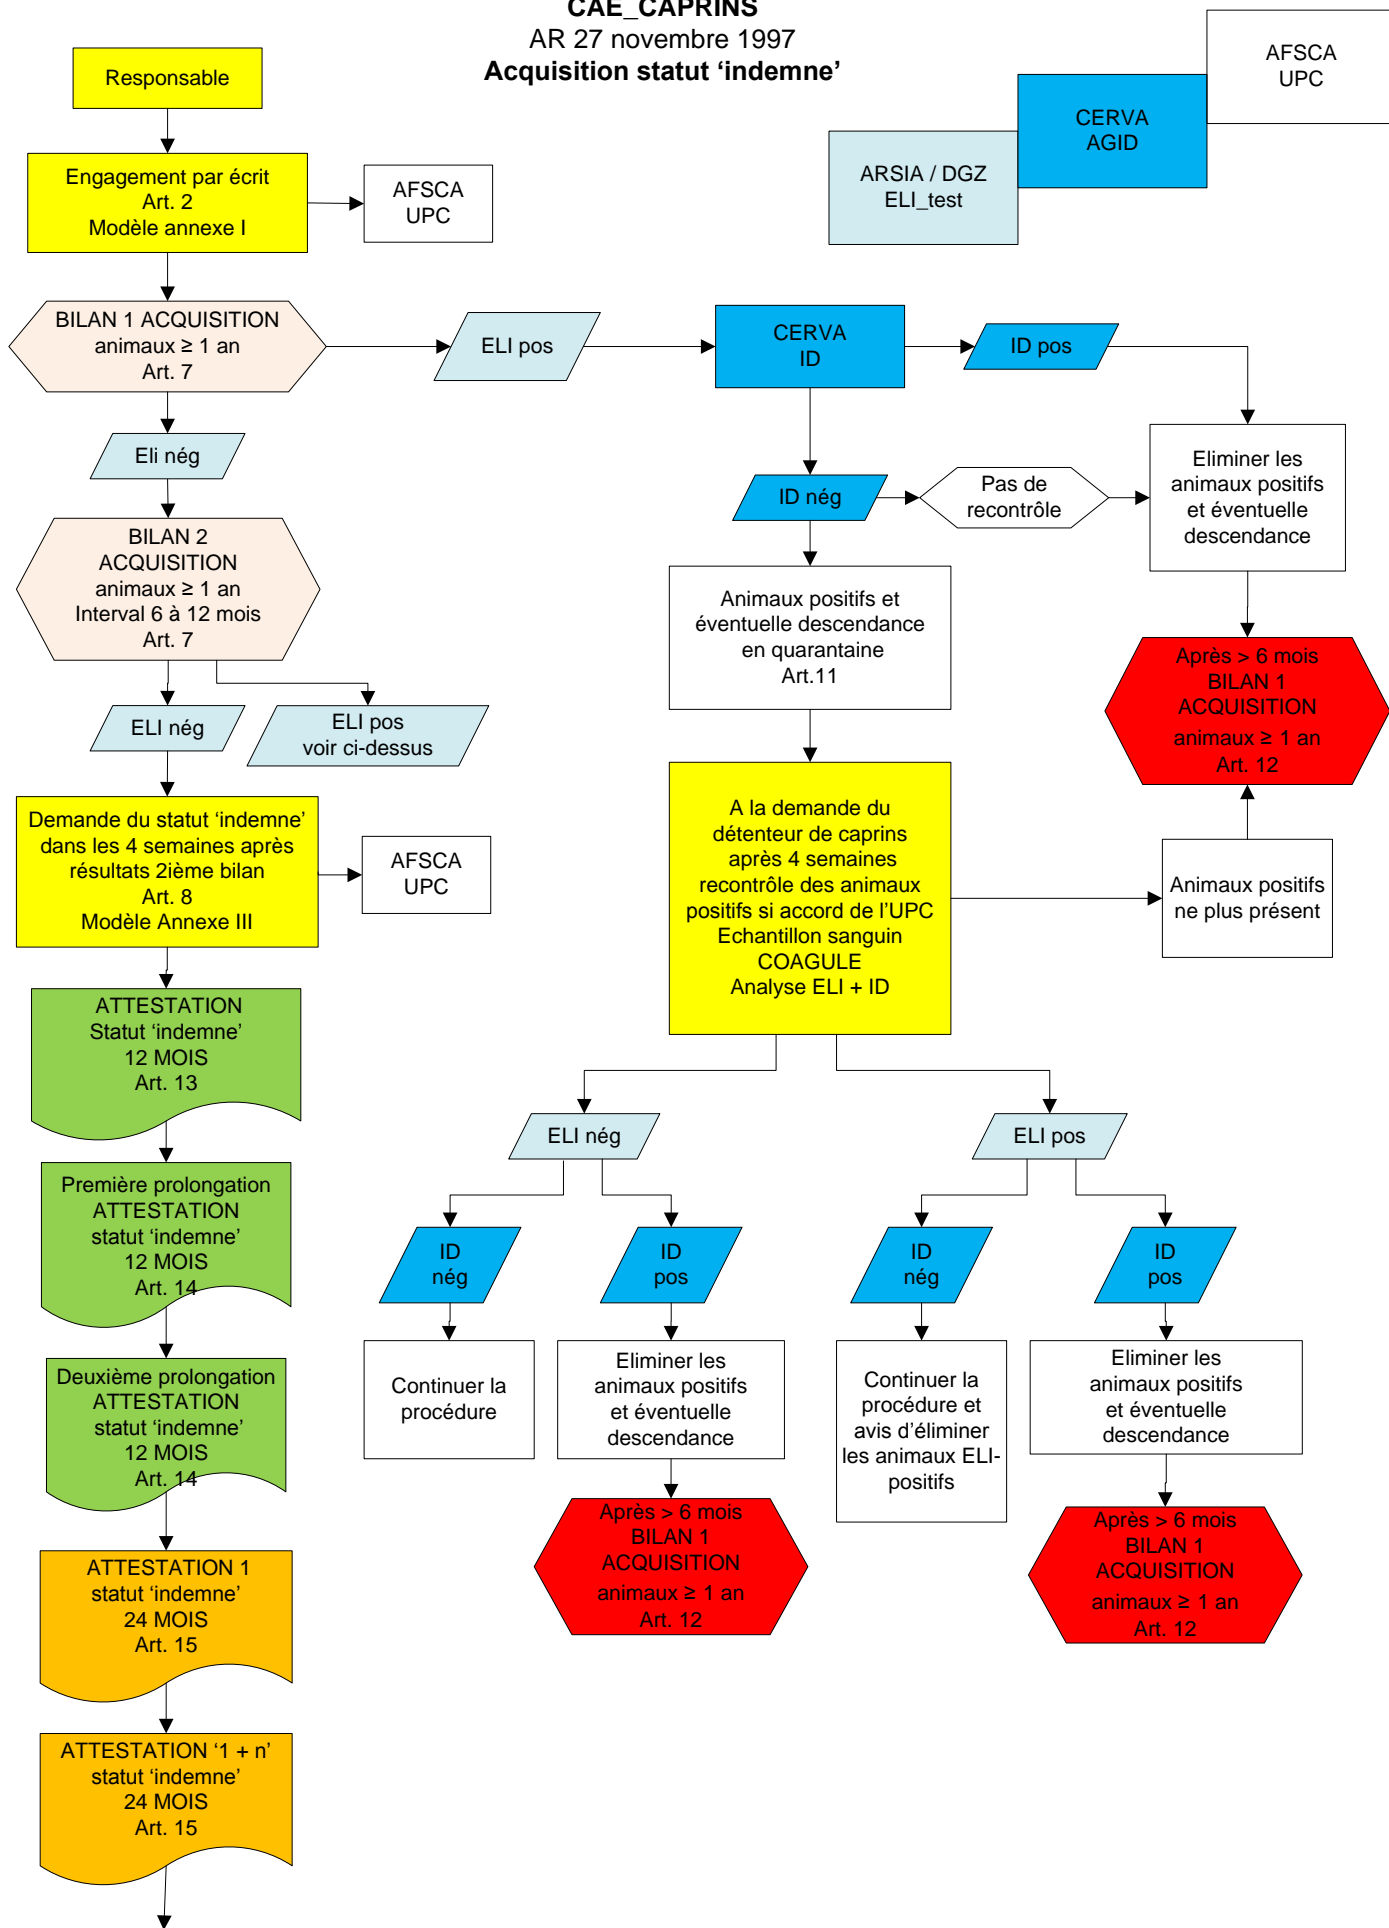 CAE_CAPRINS
AR 27 novembre 1997
Acquisition statut ‘indemne’
AFSCA
UPC
CERVA
AGID
ARSIA / DGZ
ELI_test
Responsable
Engagement par écrit
Art. 2
Modèle annexe I
AFSCA
UPC
BILAN 1 ACQUISITION
animaux ≥ 1 an
Art. 7
ELI pos
CERVA
ID
ID pos
Eli nég
ID nég
Pas de
recontrôle
Eliminer les
animaux positifs
et éventuelle
descendance
BILAN 2
ACQUISITION
animaux ≥ 1 an
Interval 6 à 12 mois
Art. 7
Animaux positifs et
éventuelle descendance
en quarantaine
Art.11
Après > 6 mois
BILAN 1
ACQUISITION
animaux ≥ 1 an
Art. 12
ELI nég
ELI pos
voir ci-dessus
Demande du statut ‘indemne’
dans les 4 semaines après
résultats 2ième bilan
Art. 8
Modèle Annexe III
AFSCA
UPC
A la demande du
détenteur de caprins
après 4 semaines
recontrôle des animaux
positifs si accord de l’UPC
Echantillon sanguin
COAGULE
Analyse ELI + ID
Animaux positifs
ne plus présent
ATTESTATION
Statut ‘indemne’
12 MOIS
Art. 13
ELI nég
ELI pos
Première prolongation
ATTESTATION
statut ‘indemne’
12 MOIS
Art. 14
ID
nég
ID
pos
ID
nég
ID
pos
Deuxième prolongation
ATTESTATION
statut ‘indemne’
12 MOIS
Art. 14
Continuer la
procédure
Eliminer les
animaux positifs
et éventuelle
descendance
Continuer la
procédure et
avis d’éliminer
les animaux ELI-
positifs
Eliminer les
animaux positifs
et éventuelle
descendance
Après > 6 mois
BILAN 1
ACQUISITION
animaux ≥ 1 an
Art. 12
Après > 6 mois
BILAN 1
ACQUISITION
animaux ≥ 1 an
Art. 12
ATTESTATION 1
statut ‘indemne’
24 MOIS
Art. 15
ATTESTATION ‘1 + n’
statut ‘indemne’
24 MOIS
Art. 15